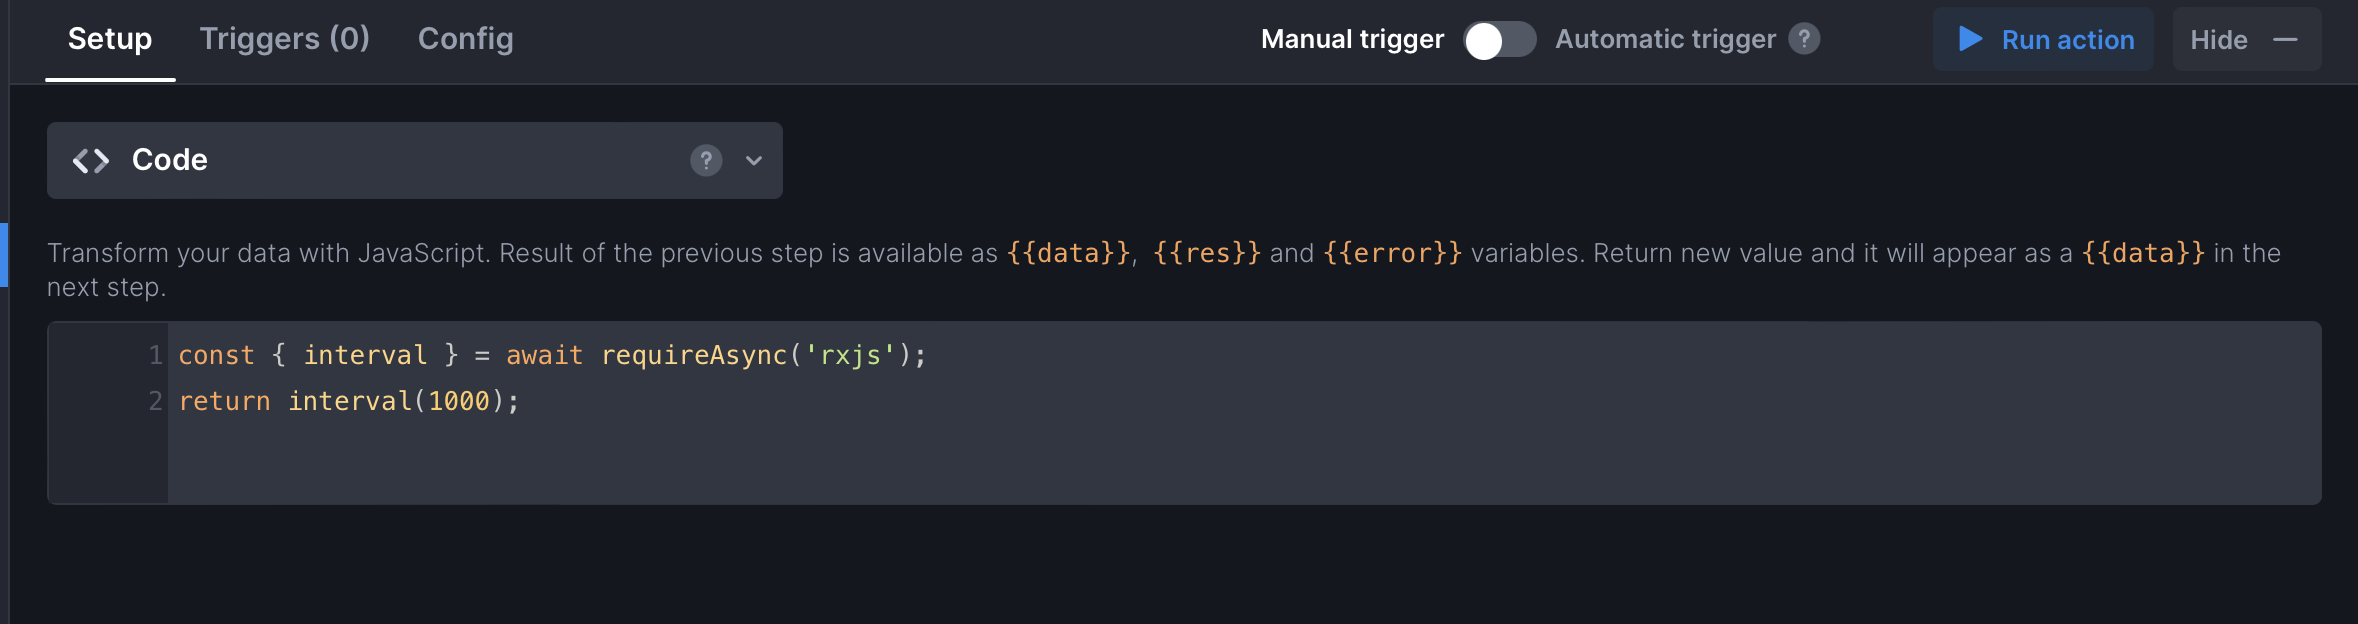 Setup Triggers (0) Config Manual trigger Automatic trigger ? Run action Hide
Code ?
Transform your data with JavaScript. Result of the previous step is available as {{data}}, {{res}} and {{error}} variables. Return new value and it will appear as a {{data}} in the
next step.
1 const { interval } = await requireAsync('rxjs');
2 return interval(1000);